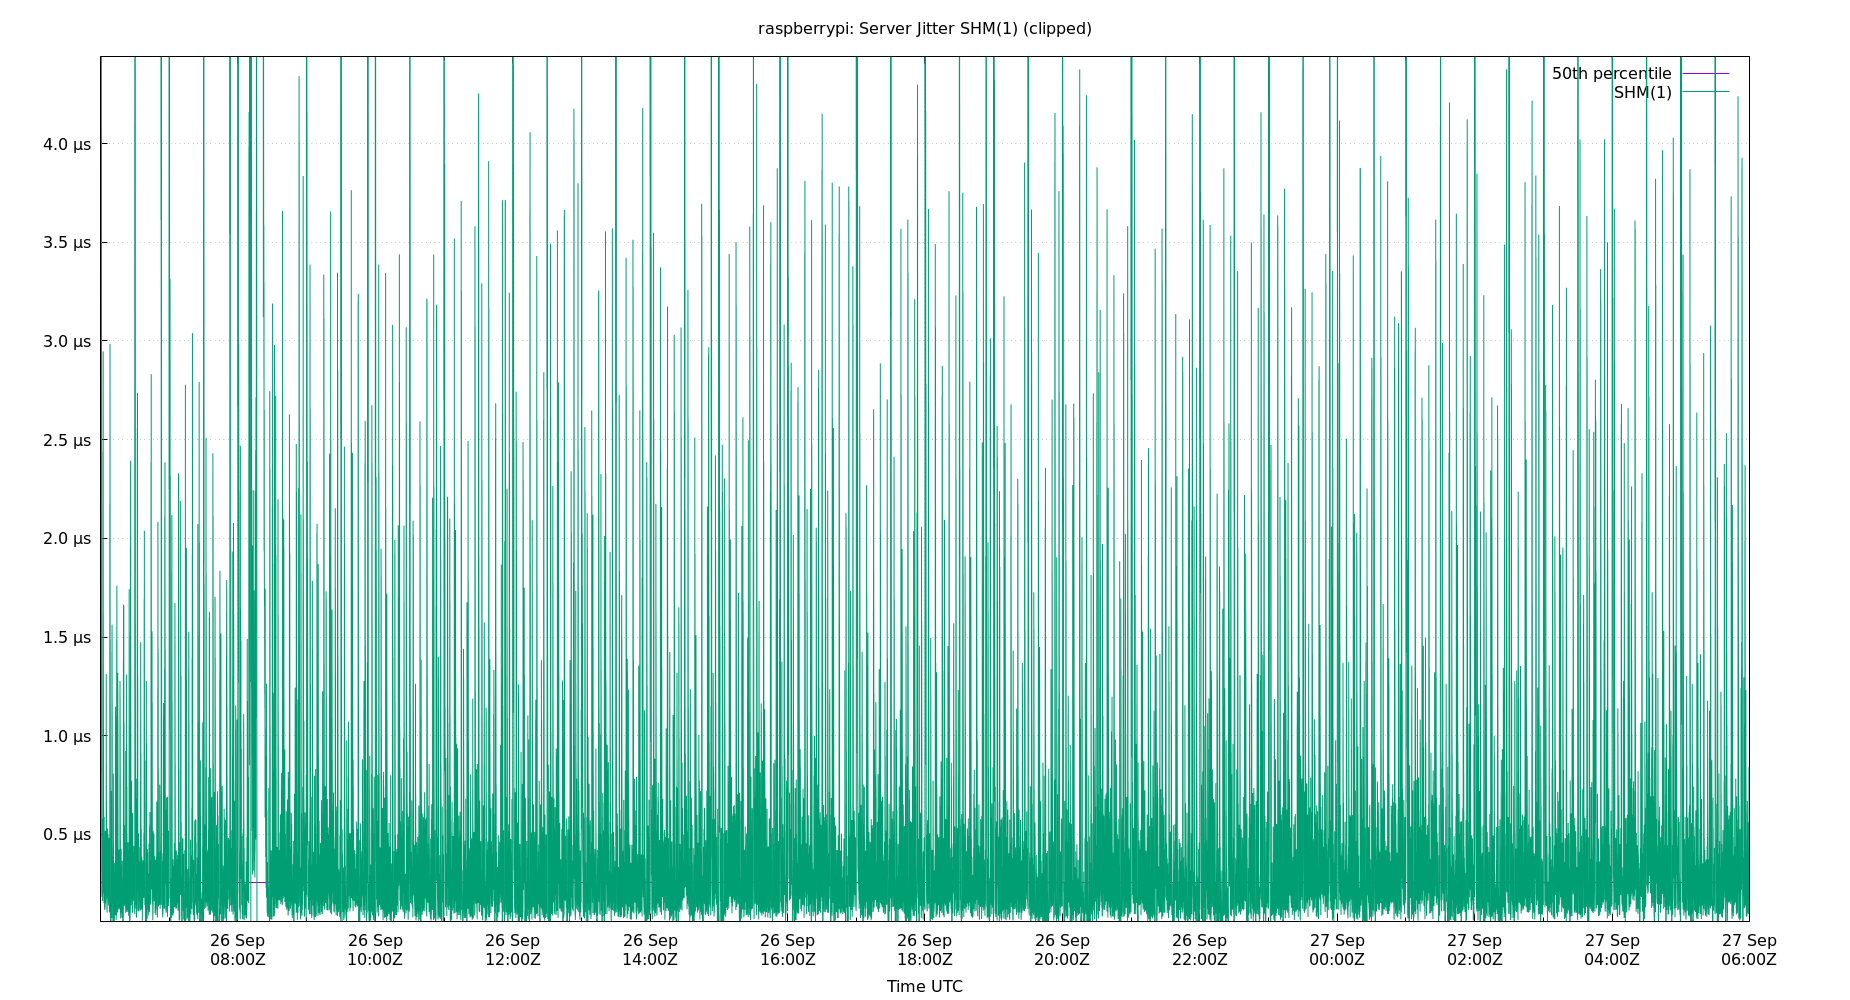 raspberrypi: Server Jitter SHM(1) (clipped)
50th percentile
SHM(1)
4.0 µs
3.5 µs
3.0 µs
2.5 µs
2.0 µs
1.5 µs
1.0 µs
0.5 µs
26 Sep 26 Sep 26 Sep 26 Sep 26 Sep 26 Sep 26 Sep 26 Sep 27 Sep 27 Sep 27 Sep 27 Sep
08:00Z 10:00Z 12:00Z 14:00Z 16:00Z 18:00Z 20:00Z 22:00Z 00:00Z 02:00Z 04:00Z 06:00Z
Time UTC